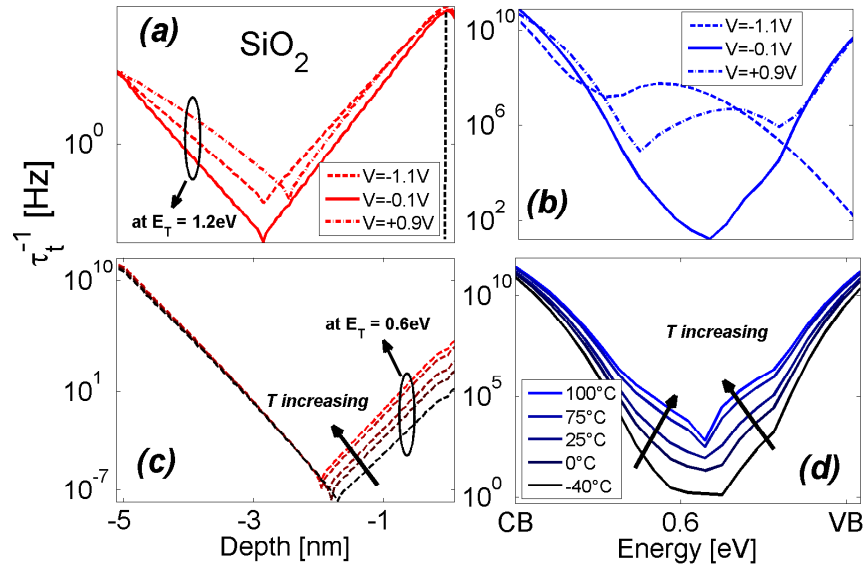 (a)
SiO2
10^0
V=-1.1V
V=-0.1V
V=+0.9V
at ET = 1.2eV
10^10
10^6
10^2
V=-1.1V
V=-0.1V
V=+0.9V
(b)
τt^-1 [Hz]
10^10
10^1
10^-7
at ET = 0.6eV
T increasing
(c)
-5
-3
-1
Depth [nm]
10^10
10^5
10^0
T increasing
100°C
75°C
25°C
0°C
-40°C
(d)
CB
0.6
VB
Energy [eV]